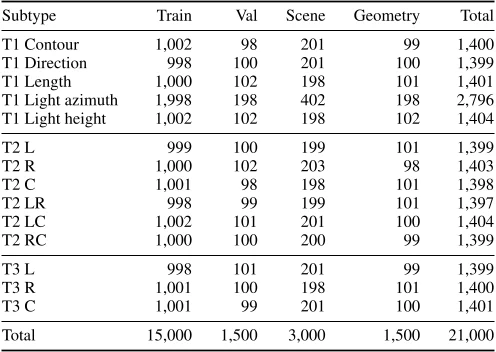 Subtype Train Val Scene Geometry Total
T1 Contour 1,002 98 201 99 1,400
T1 Direction 998 100 201 100 1,399
T1 Length 1,000 102 198 101 1,401
T1 Light azimuth 1,998 198 402 198 2,796
T1 Light height 1,002 102 198 102 1,404
T2 L 999 100 199 101 1,399
T2 R 1,000 102 203 98 1,403
T2 C 1,001 98 198 101 1,398
T2 LR 998 99 199 101 1,397
T2 LC 1,002 101 201 100 1,404
T2 RC 1,000 100 200 99 1,399
T3 L 998 101 201 99 1,399
T3 R 1,001 100 198 101 1,400
T3 C 1,001 99 201 100 1,401
Total 15,000 1,500 3,000 1,500 21,000